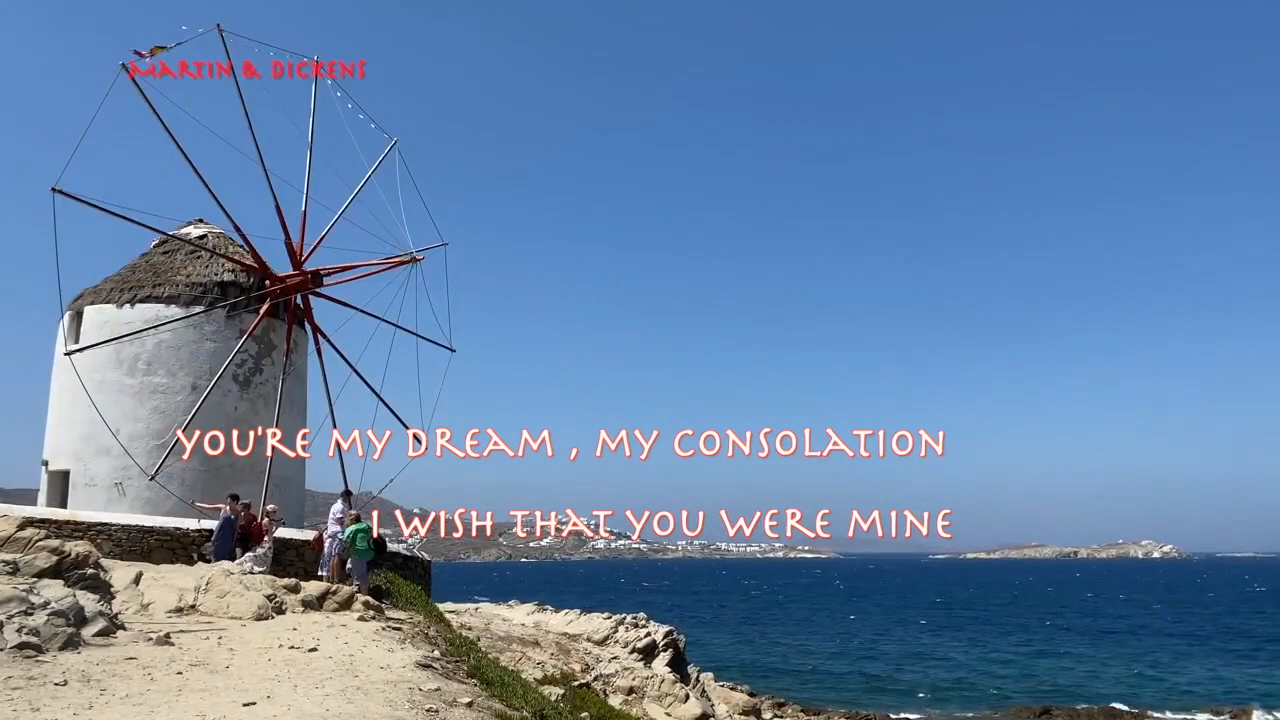 MARTIN & DICKENS
YOU'RE MY DREAM , MY CONSOLATION
I WISH THAT YOU WERE MINE